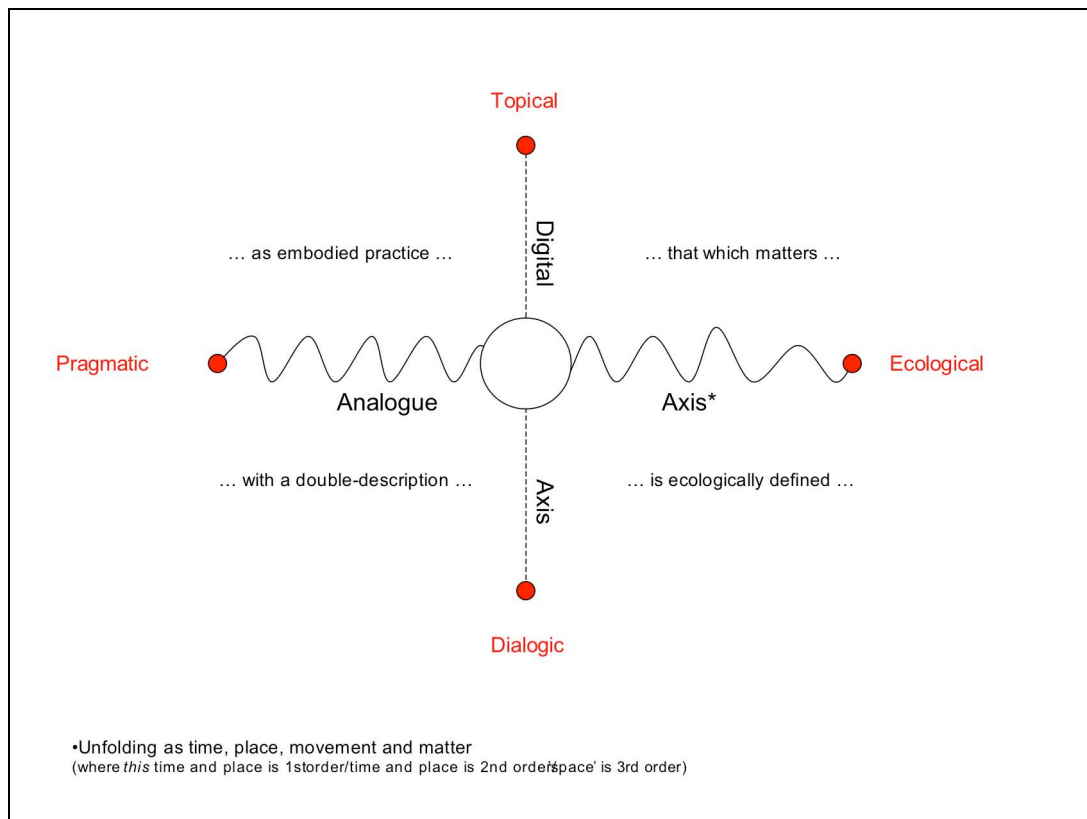 Topical
Digital
… as embodied practice …
… that which matters …
Pragmatic
Ecological
Analogue
Axis*
… with a double-description …
… is ecologically defined …
Axis
Dialogic
•Unfolding as time, place, movement and matter
(where this time and place is 1storder/time and place is 2nd order/'space' is 3rd order)